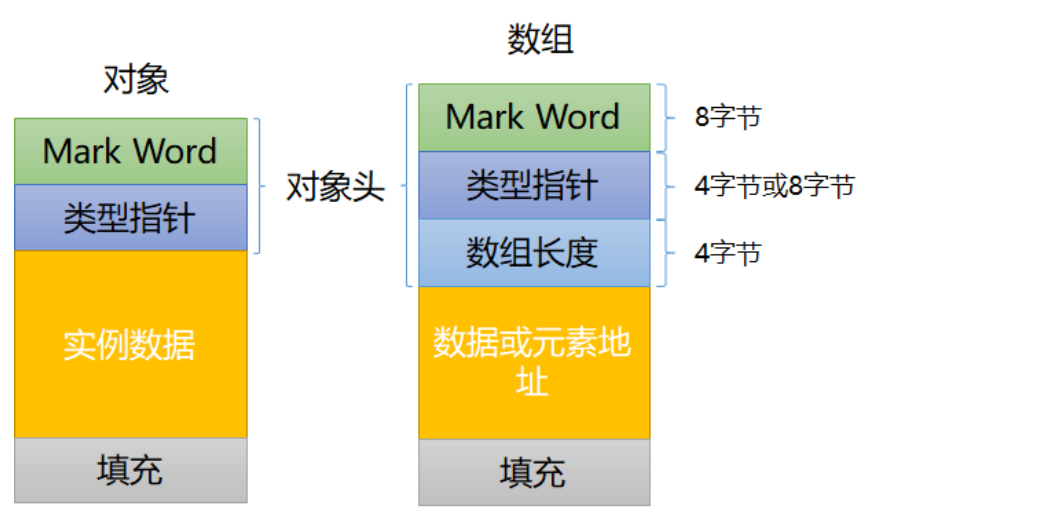 对象
Mark Word
类型指针
实例数据
填充
对象头
数组
Mark Word
8字节
类型指针
4字节或8字节
数组长度
4字节
数据或元素地
址
填充